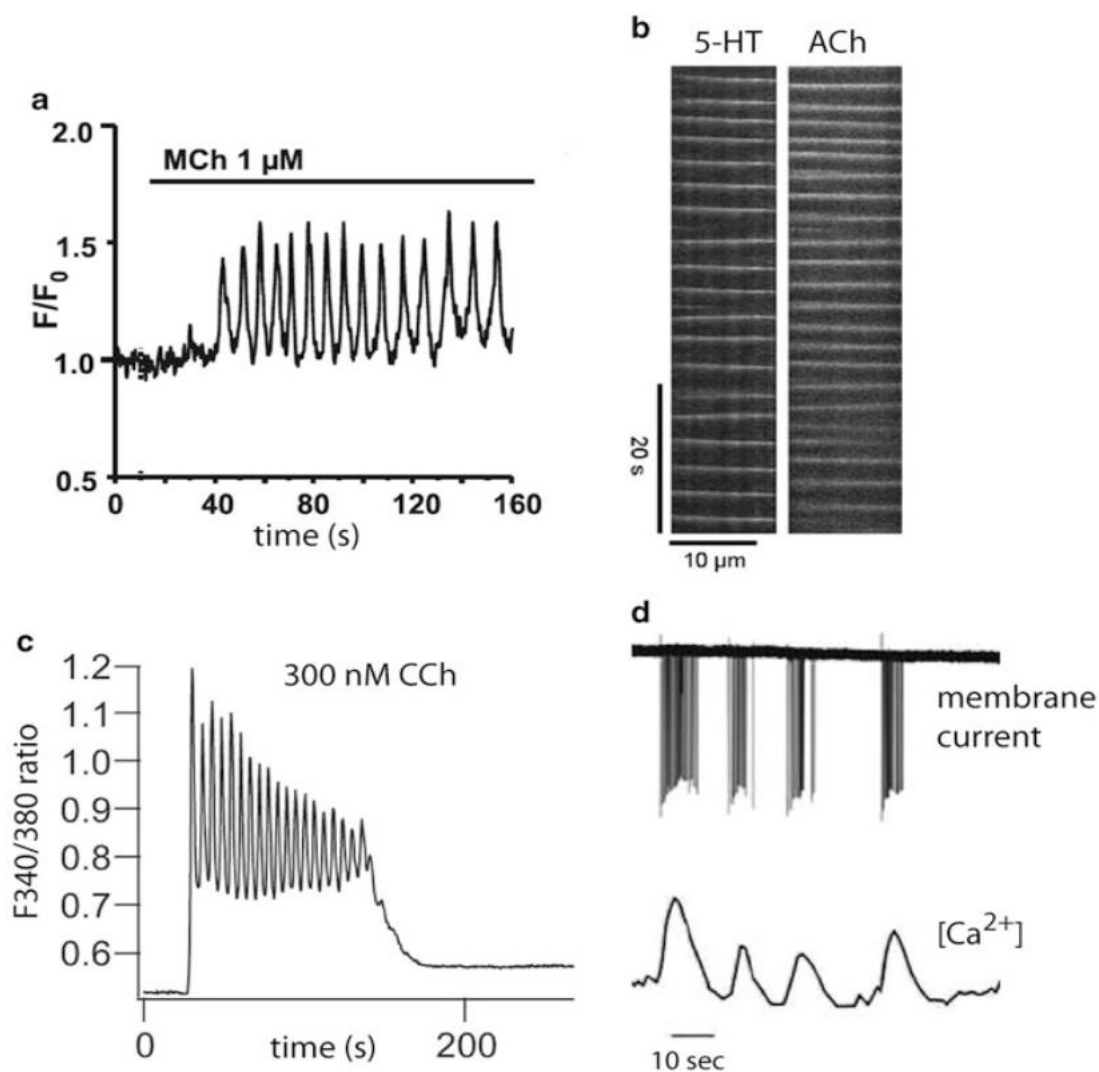 a
2.0
MCh 1 µM
1.5
F/F0
1.0
0.5
0 40 80 120 160
time (s)
b
5-HT ACh
20 s
10 µm
c
300 nM CCh
1.2
1.1
1.0
0.9
0.8
0.7
0.6
F340/380 ratio
0 200
time (s)
d
membrane
current
[Ca2+]
10 sec